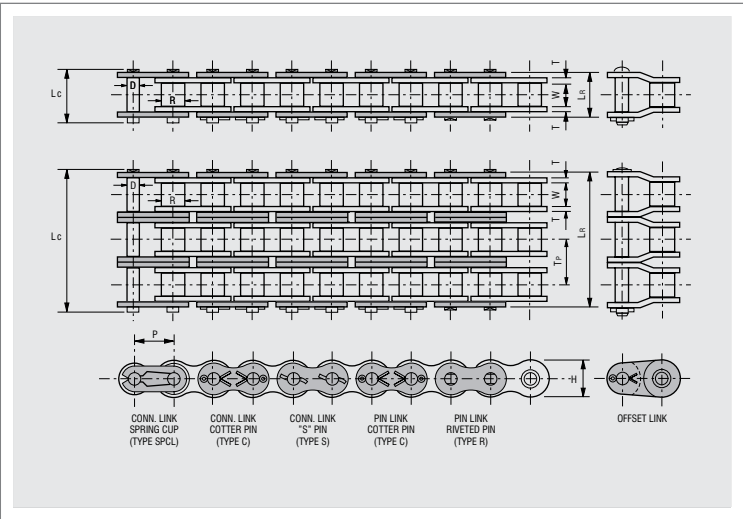 T
Lc
D
R
W
LR
T
T
D
W
R
T
Lc
LR
TP
P
H
CONN. LINK
SPRING CUP
(TYPE SPCL)
CONN. LINK
COTTER PIN
(TYPE C)
CONN. LINK
"S" PIN
(TYPE S)
PIN LINK
COTTER PIN
(TYPE C)
PIN LINK
RIVETED PIN
(TYPE R)
OFFSET LINK